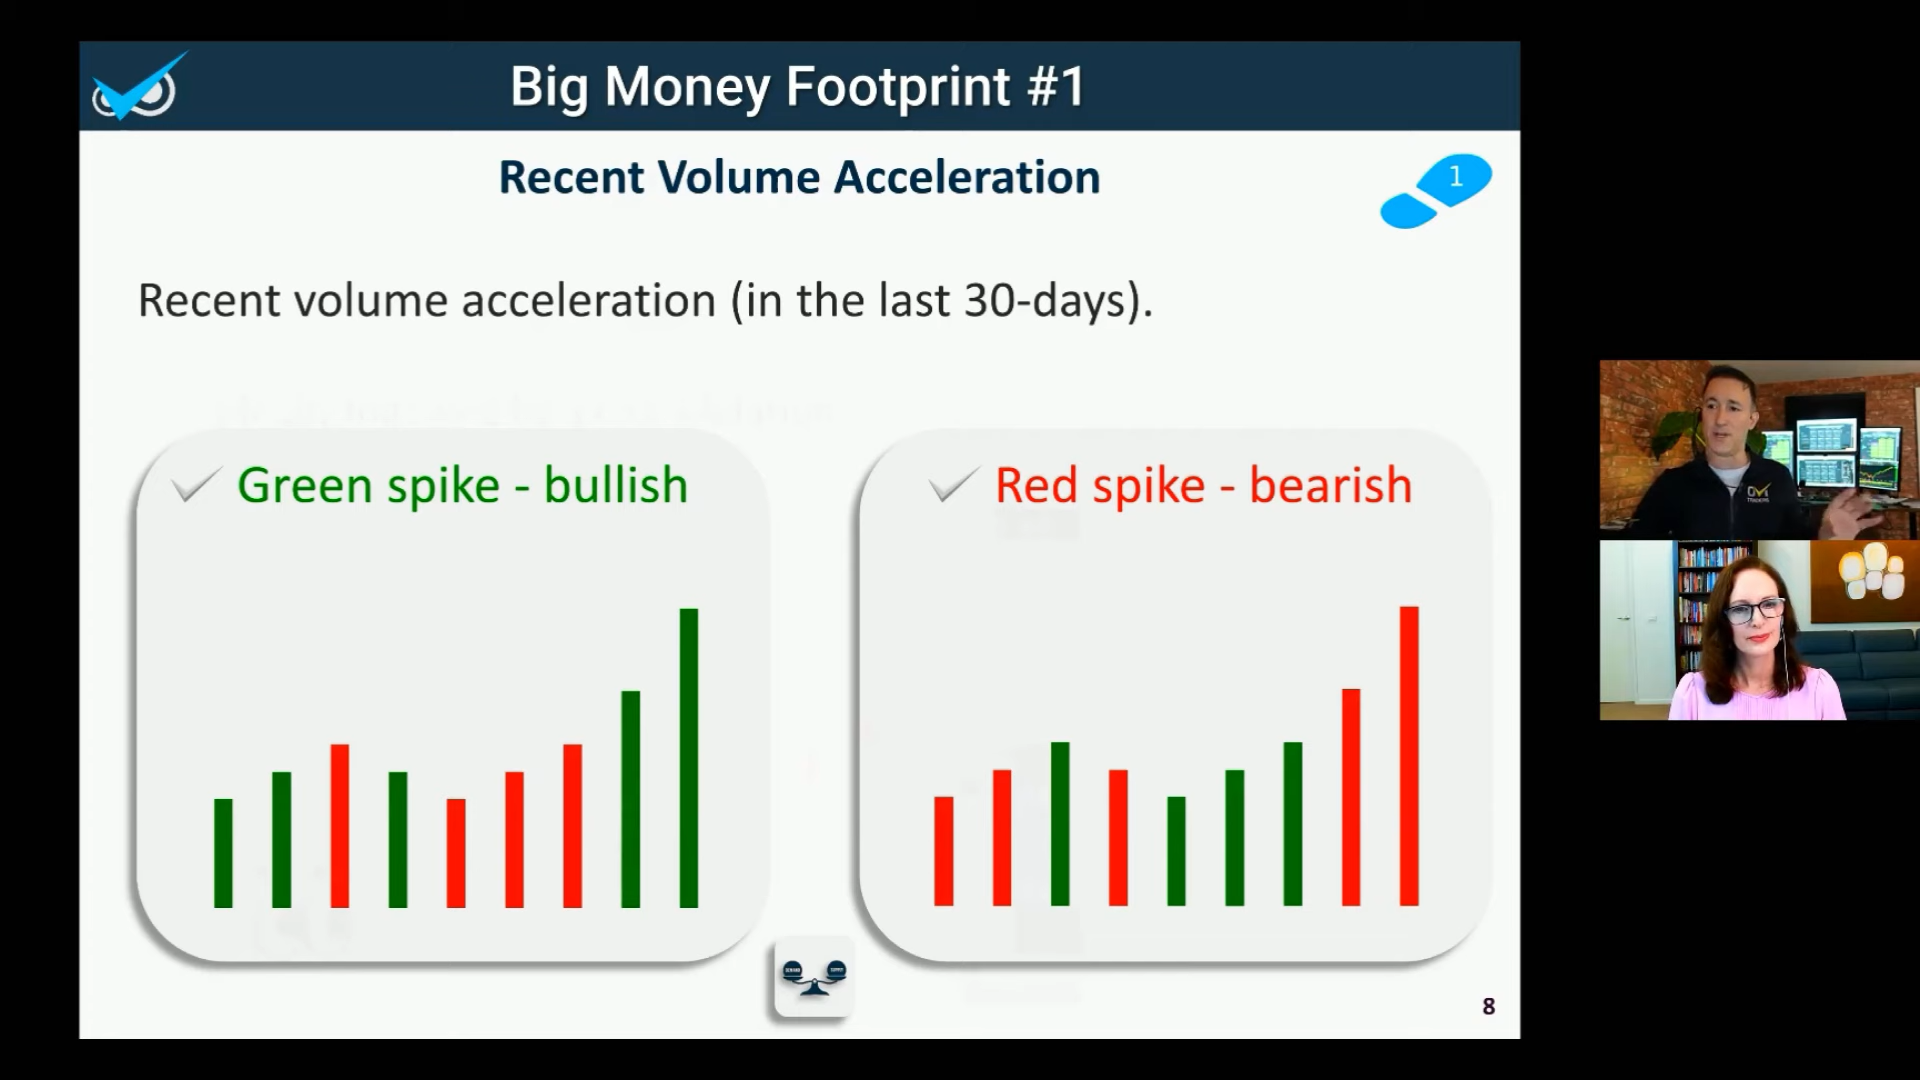 Big Money Footprint #1
Recent Volume Acceleration
1
Recent volume acceleration (in the last 30-days).
Green spike - bullish
Red spike - bearish
8